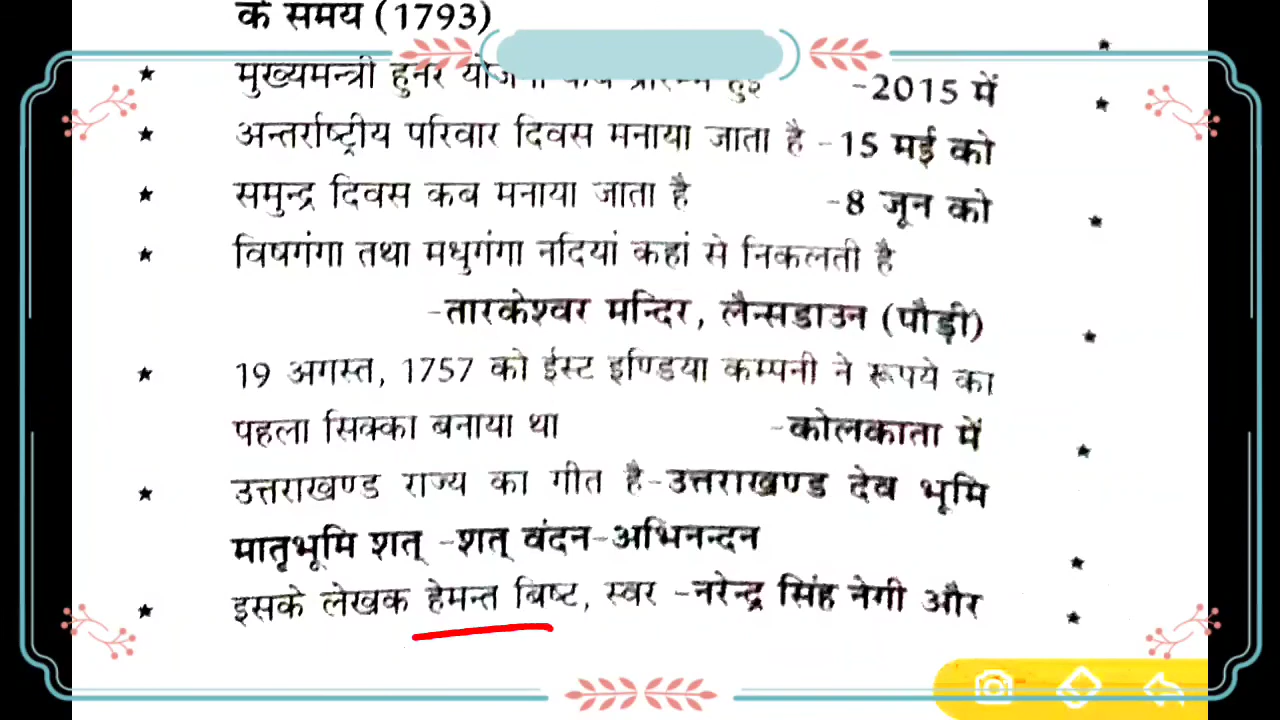 के समय (1793)
★ मुख्यमन्त्री हुनर योजना कब प्रारम्भ हुई -2015 में
★ अन्तर्राष्ट्रीय परिवार दिवस मनाया जाता है -15 मई को
★ समुन्द्र दिवस कब मनाया जाता है -8 जून को
★ विषगंगा तथा मधुगंगा नदियां कहां से निकलती है
-तारकेश्वर मन्दिर, लैन्सडाउन (पौड़ी)
★ 19 अगस्त, 1757 को ईस्ट इण्डिया कम्पनी ने रूपये का
पहला सिक्का बनाया था -कोलकाता में
★ उत्तराखण्ड राज्य का गीत है-उत्तराखण्ड देव भूमि
मातृभूमि शत् -शत् वंदन-अभिनन्दन
★ इसके लेखक हेमन्त बिष्ट, स्वर -नरेन्द्र सिंह नेगी और